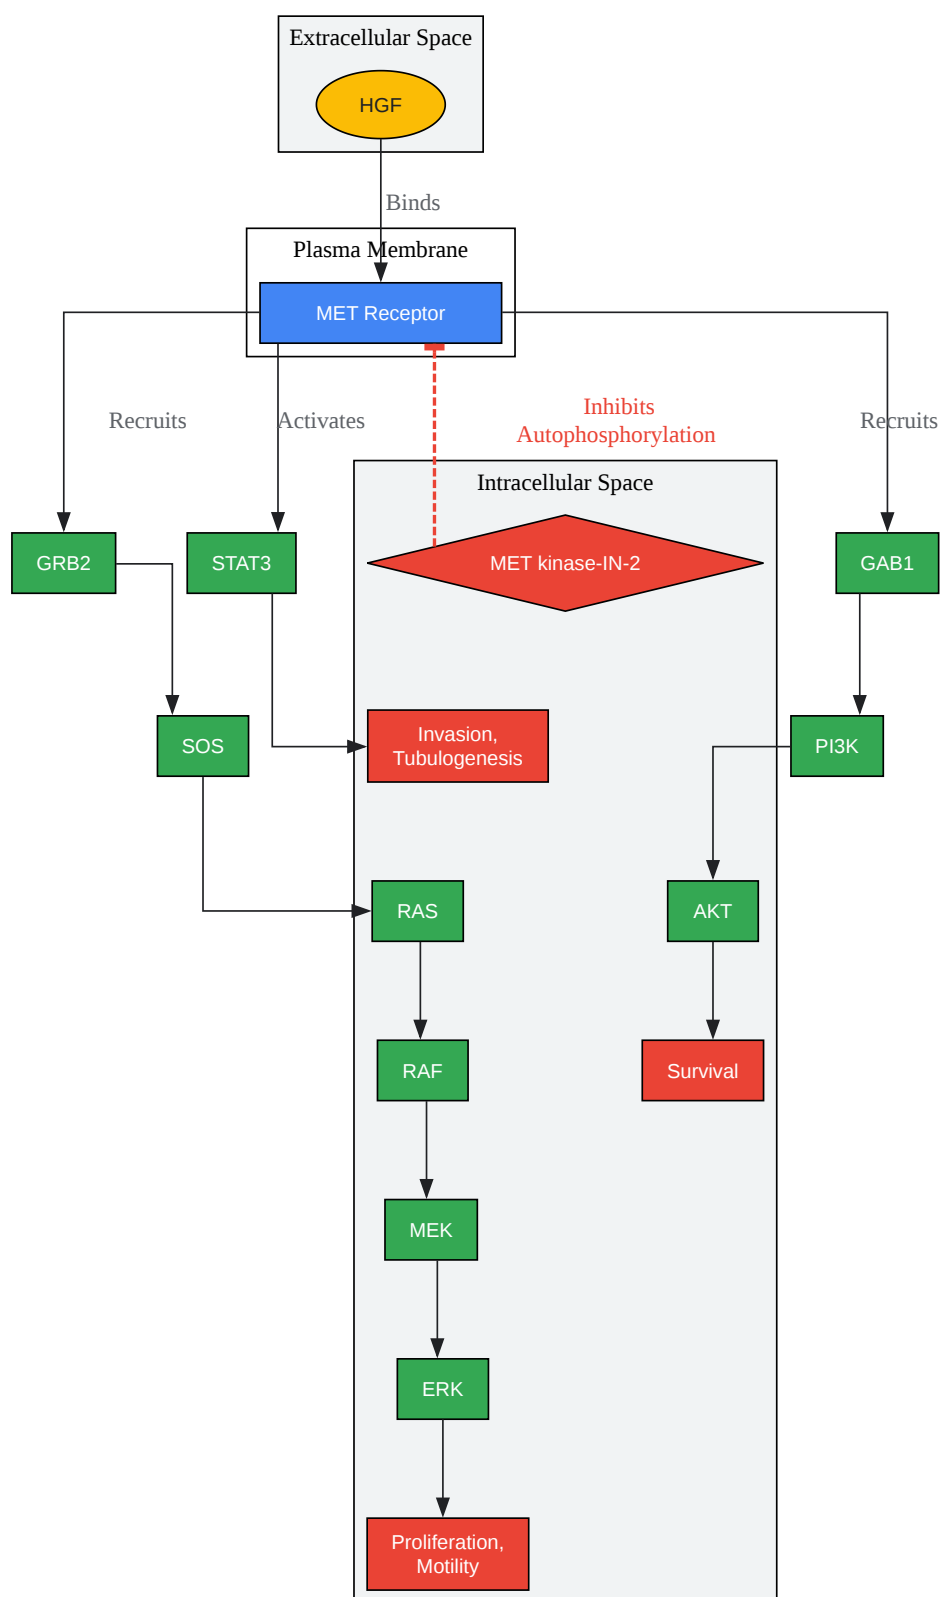 Extracellular Space
HGF
Binds
Plasma Membrane
MET Receptor
Recruits
Activates
Inhibits
Autophosphorylation
Recruits
Intracellular Space
GRB2
STAT3
MET kinase-IN-2
GAB1
SOS
Invasion,
Tubulogenesis
PI3K
RAS
AKT
RAF
Survival
MEK
ERK
Proliferation,
Motility